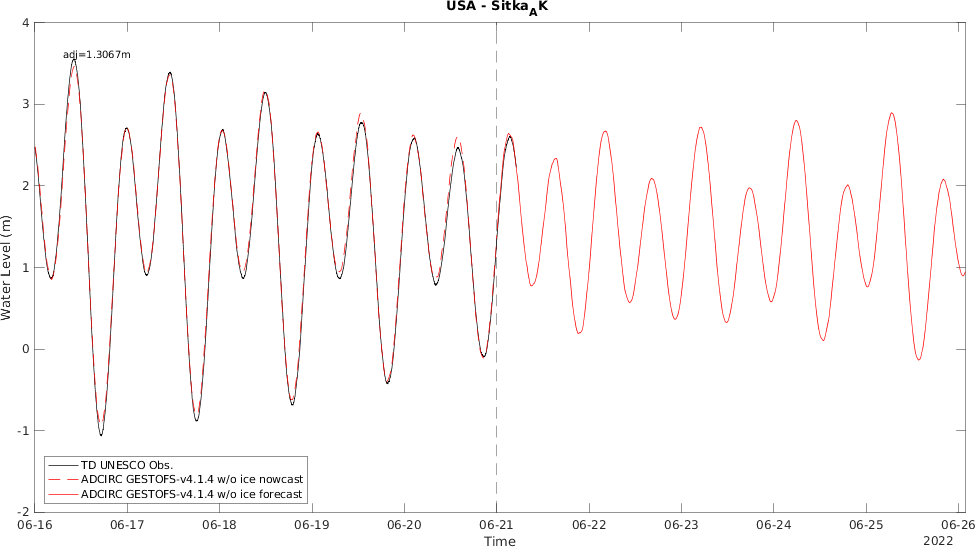 USA - Sitka_AK
adj=1.3067m
4
3
2
1
0
-1
-2
Water Level (m)
TD UNESCO Obs.
ADCIRC GESTOFS-v4.1.4 w/o ice nowcast
ADCIRC GESTOFS-v4.1.4 w/o ice forecast
06-16 06-17 06-18 06-19 06-20 06-21 06-22 06-23 06-24 06-25 06-26
Time
2022